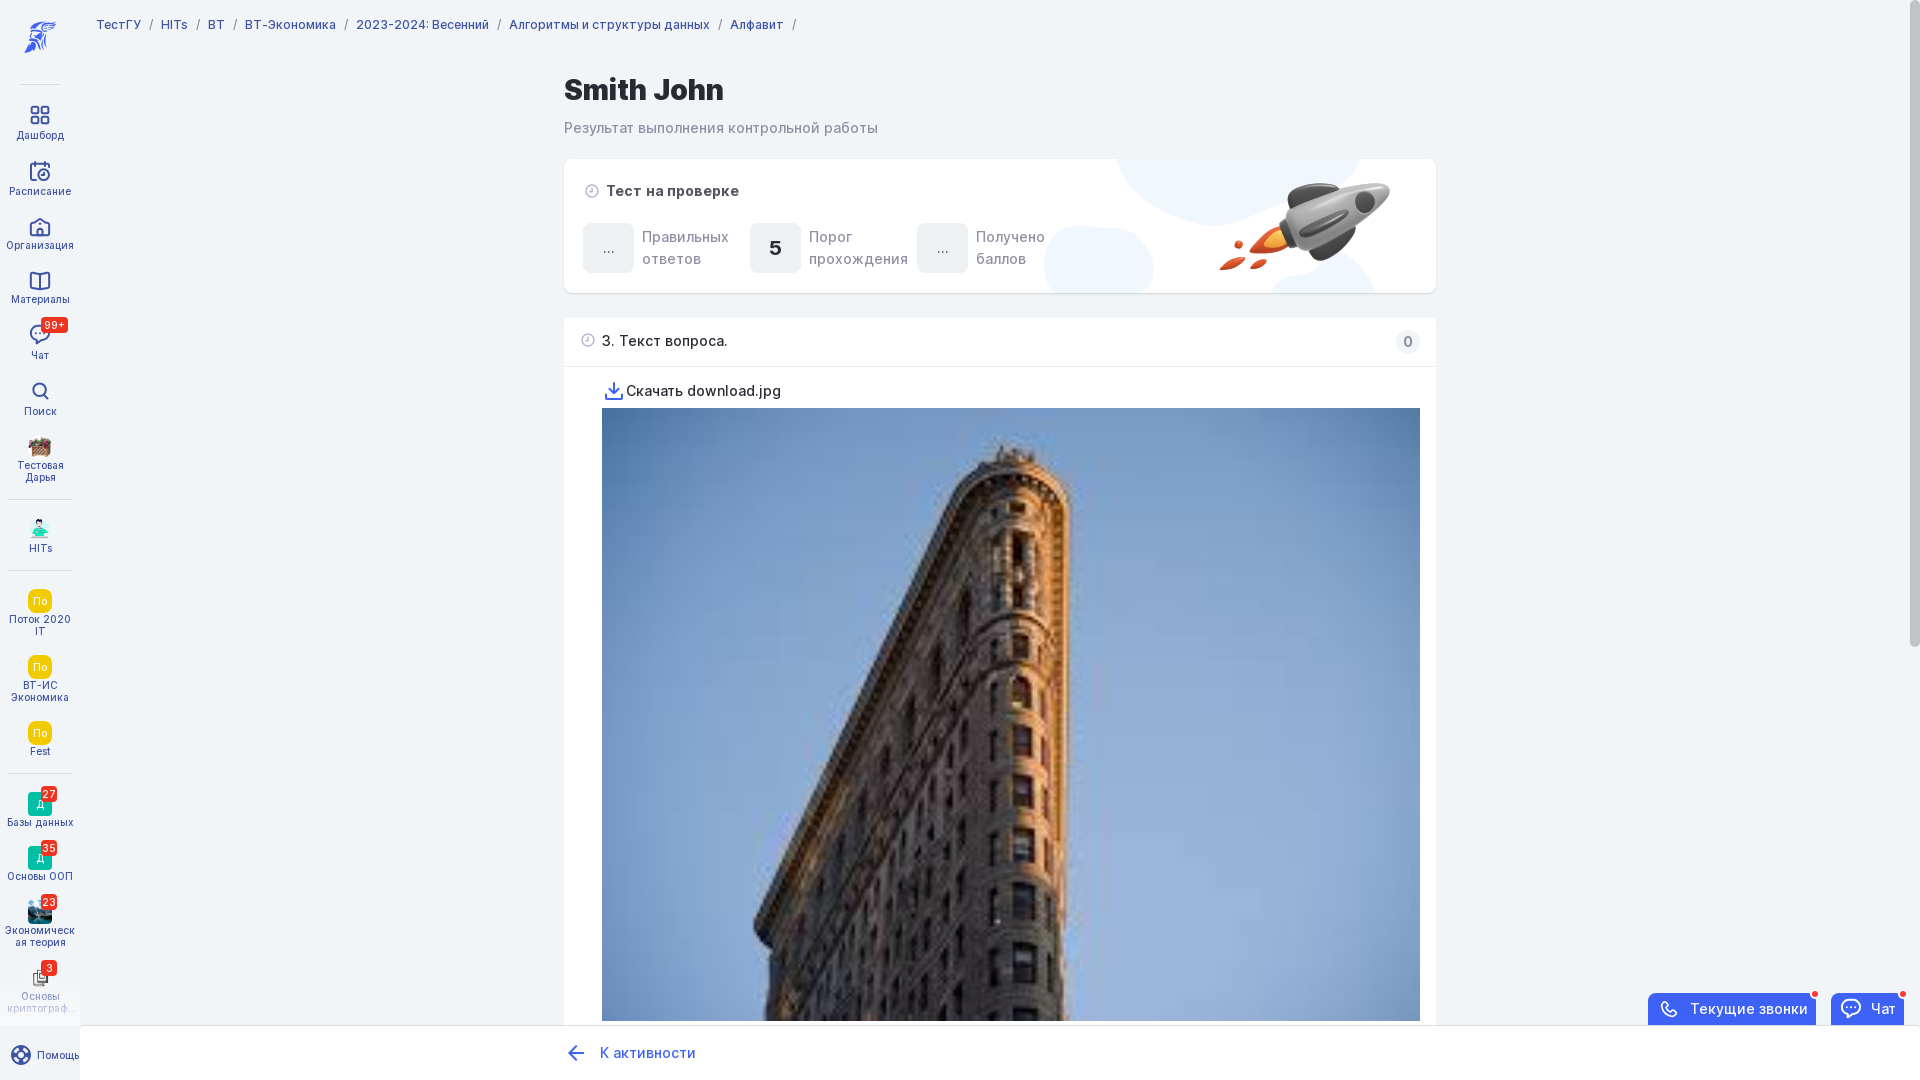 ТестГУ / HITs / ВТ / ВТ-Экономика / 2023-2024: Весенний / Алгоритмы и структуры данных / Алфавит /
Дашборд
Расписание
Организация
Материалы
99+
Чат
Поиск
Тестовая
Дарья
HITs
По
Поток 2020
IT
По
ВТ-ИС
Экономика
По
Fest
27
Д
Базы данных
35
Д
Основы ООП
23
Экономическ
ая теория
3
Основы
криптограф...
Помощь
Smith John
Результат выполнения контрольной работы
Тест на проверке
...
Правильных
ответов
5
Порог
прохождения
...
Получено
баллов
3. Текст вопроса.
0
Скачать download.jpg
К активности
Текущие звонки
Чат